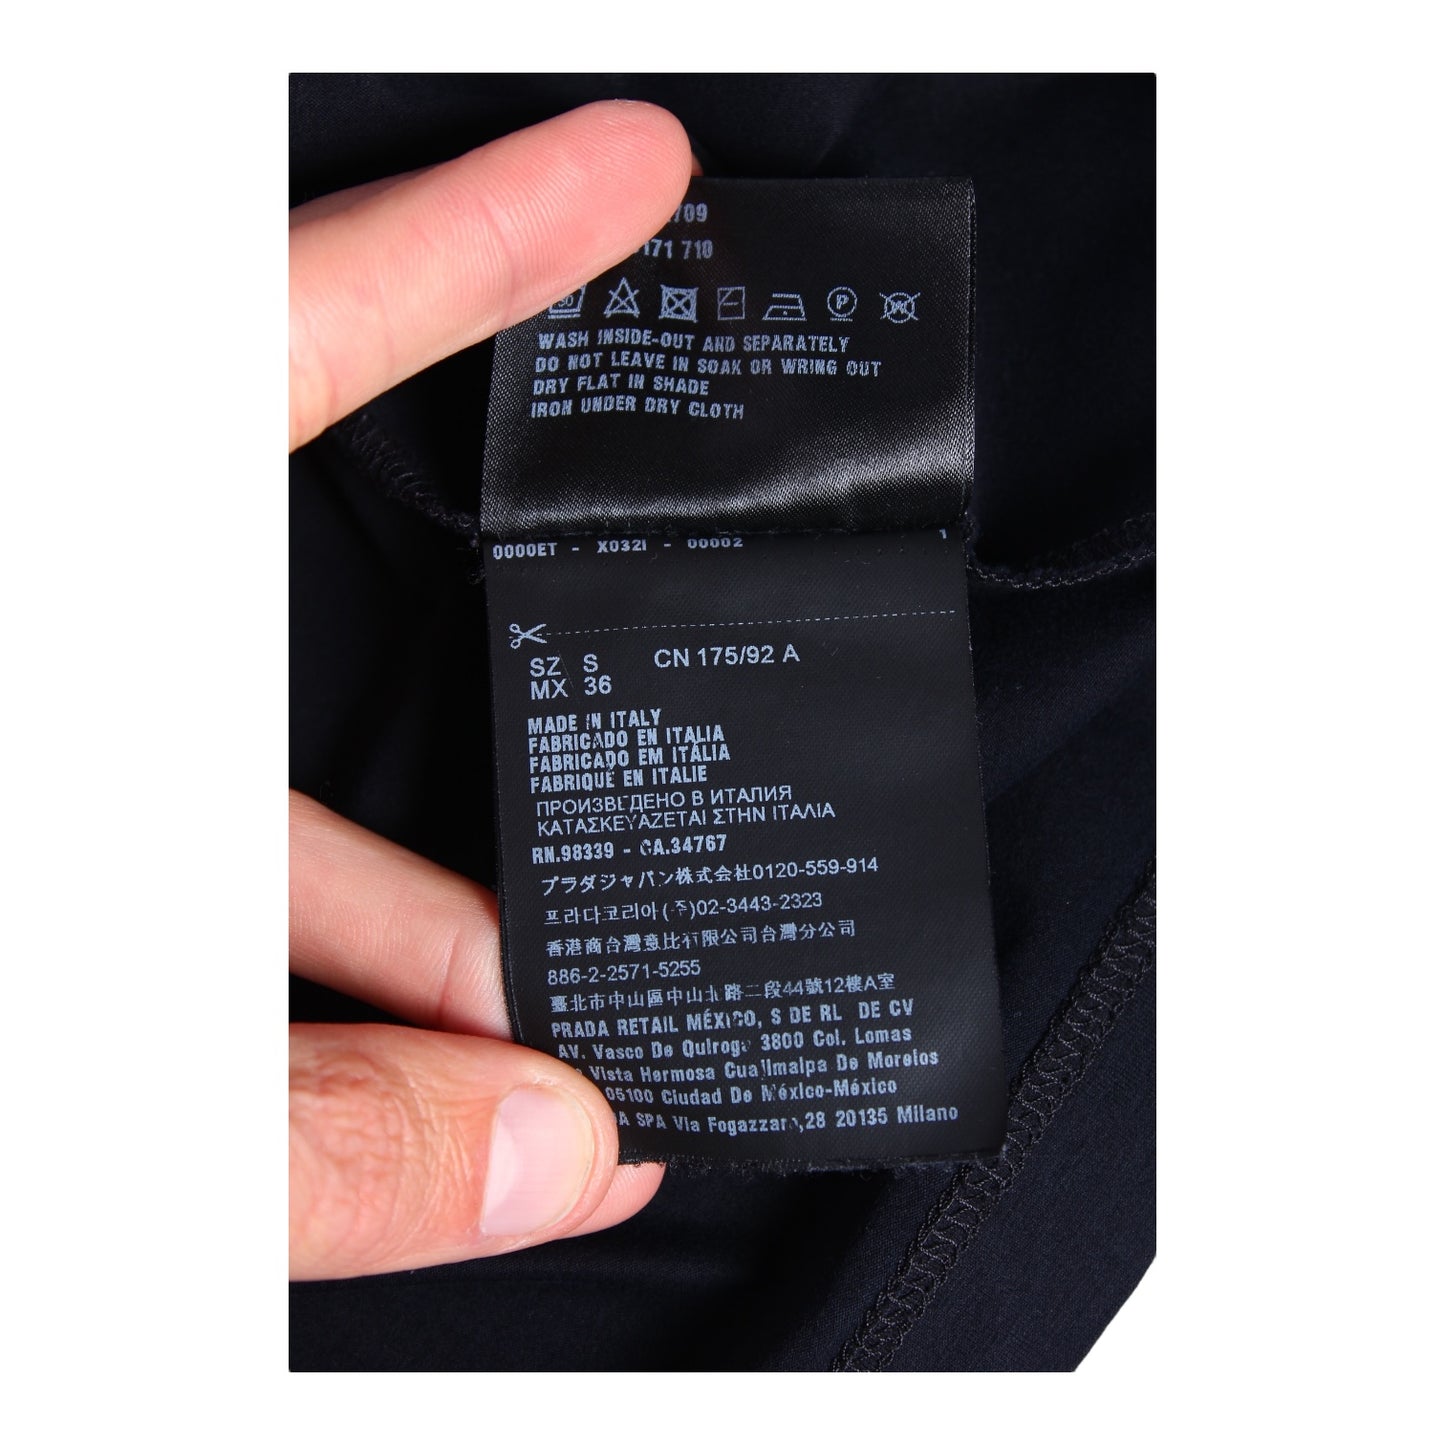 709
171 710
WASH INSIDE-OUT AND SEPARATELY
DO NOT LEAVE IN SOAK OR WRING OUT
DRY FLAT IN SHADE
IRON UNDER DRY CLOTH
0000ET - X032I - 00002 1
SZ S CN 175/92 A
MX 36
MADE IN ITALY
FABRICADO EN ITALIA
FABRICADO EM ITÁLIA
FABRIQUÉ EN ITALIE
ПРОИЗВЕДЕНО В ИТАЛИЯ
ΚΑΤΑΣΚΕΥΑΖΕΤΑΙ ΣΤΗΝ ΙΤΑΛΙΑ
RN.98339 - CA.34767
プラダジャパン株式会社0120-559-914
프라다코리아(주)02-3443-2323
香港商台灣意比有限公司台灣分公司
886-2-2571-5255
臺北市中山區中山北路二段44號12樓A室
PRADA RETAIL MÉXICO, S DE RL DE CV
AV. Vasco De Quiroga 3800 Col. Lomas
Vista Hermosa Cuajimalpa De Morelos
05100 Ciudad De México-México
SPA Via Fogazzaro,28 20135 Milano